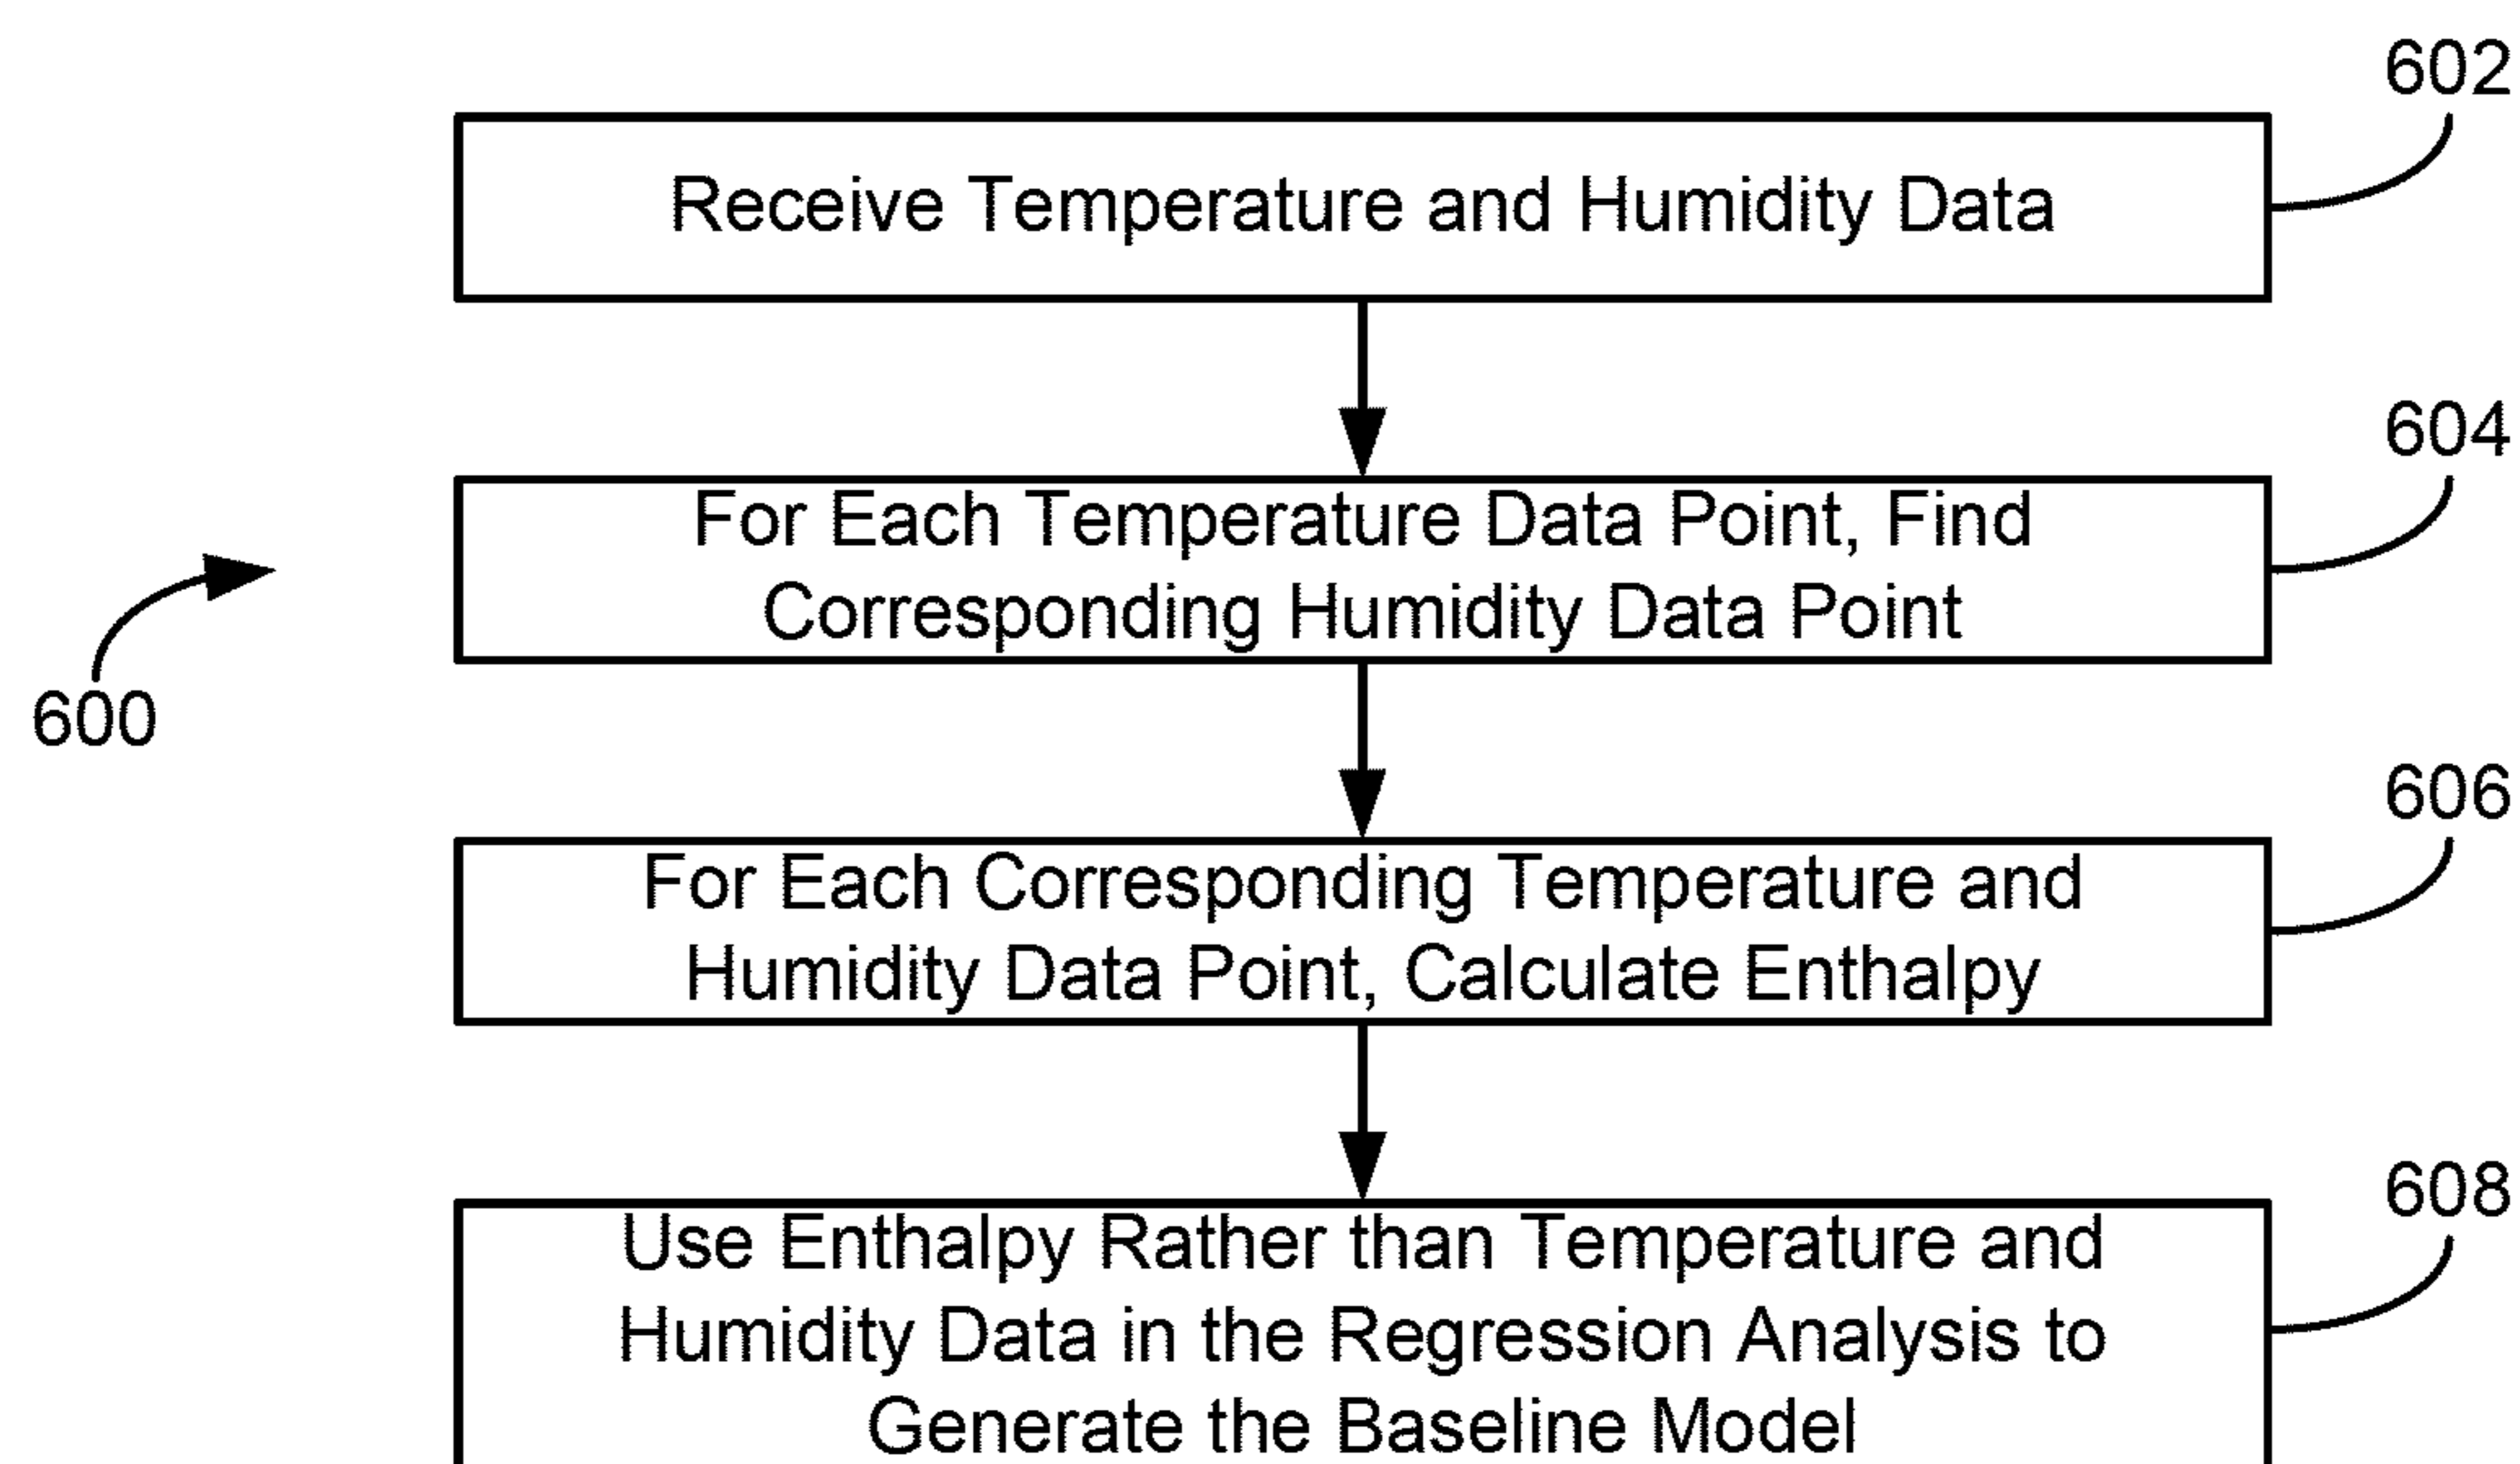 602
Receive Temperature and Humidity Data
604
For Each Temperature Data Point, Find
Corresponding Humidity Data Point
600
606
For Each Corresponding Temperature and
Humidity Data Point, Calculate Enthalpy
608
Use Enthalpy Rather than Temperature and
Humidity Data in the Regression Analysis to
Generate the Baseline Model